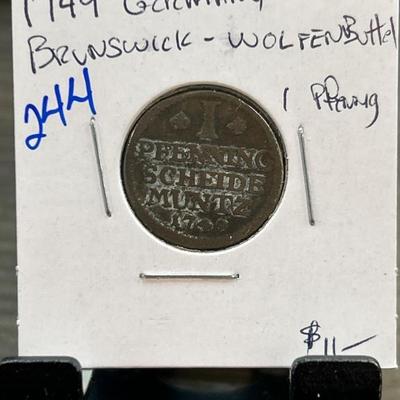 1749 Germany
Brunswick - Wolfenbuttel
244
1 Pfennig
I
PFENNING
SCHEIDE
MUNTZ
$11-